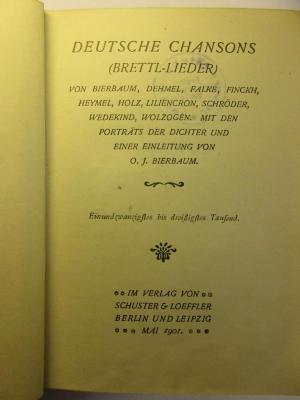 DEUTSCHE CHANSONS
(BRETTL-LIEDER)
VON BIERBAUM, DEHMEL, FALKE, FINCKH,
HEYMEL, HOLZ, LILIENCRON, SCHRÖDER,
WEDEKIND, WOLZOGEN. MIT DEN
PORTRÄTS DER DICHTER UND
EINER EINLEITUNG VON
O. J. BIERBAUM.
Einundzwanzigstes bis dreißigstes Tausend.
IM VERLAG VON
SCHUSTER & LOEFFLER
BERLIN UND LEIPZIG
MAI 1901.